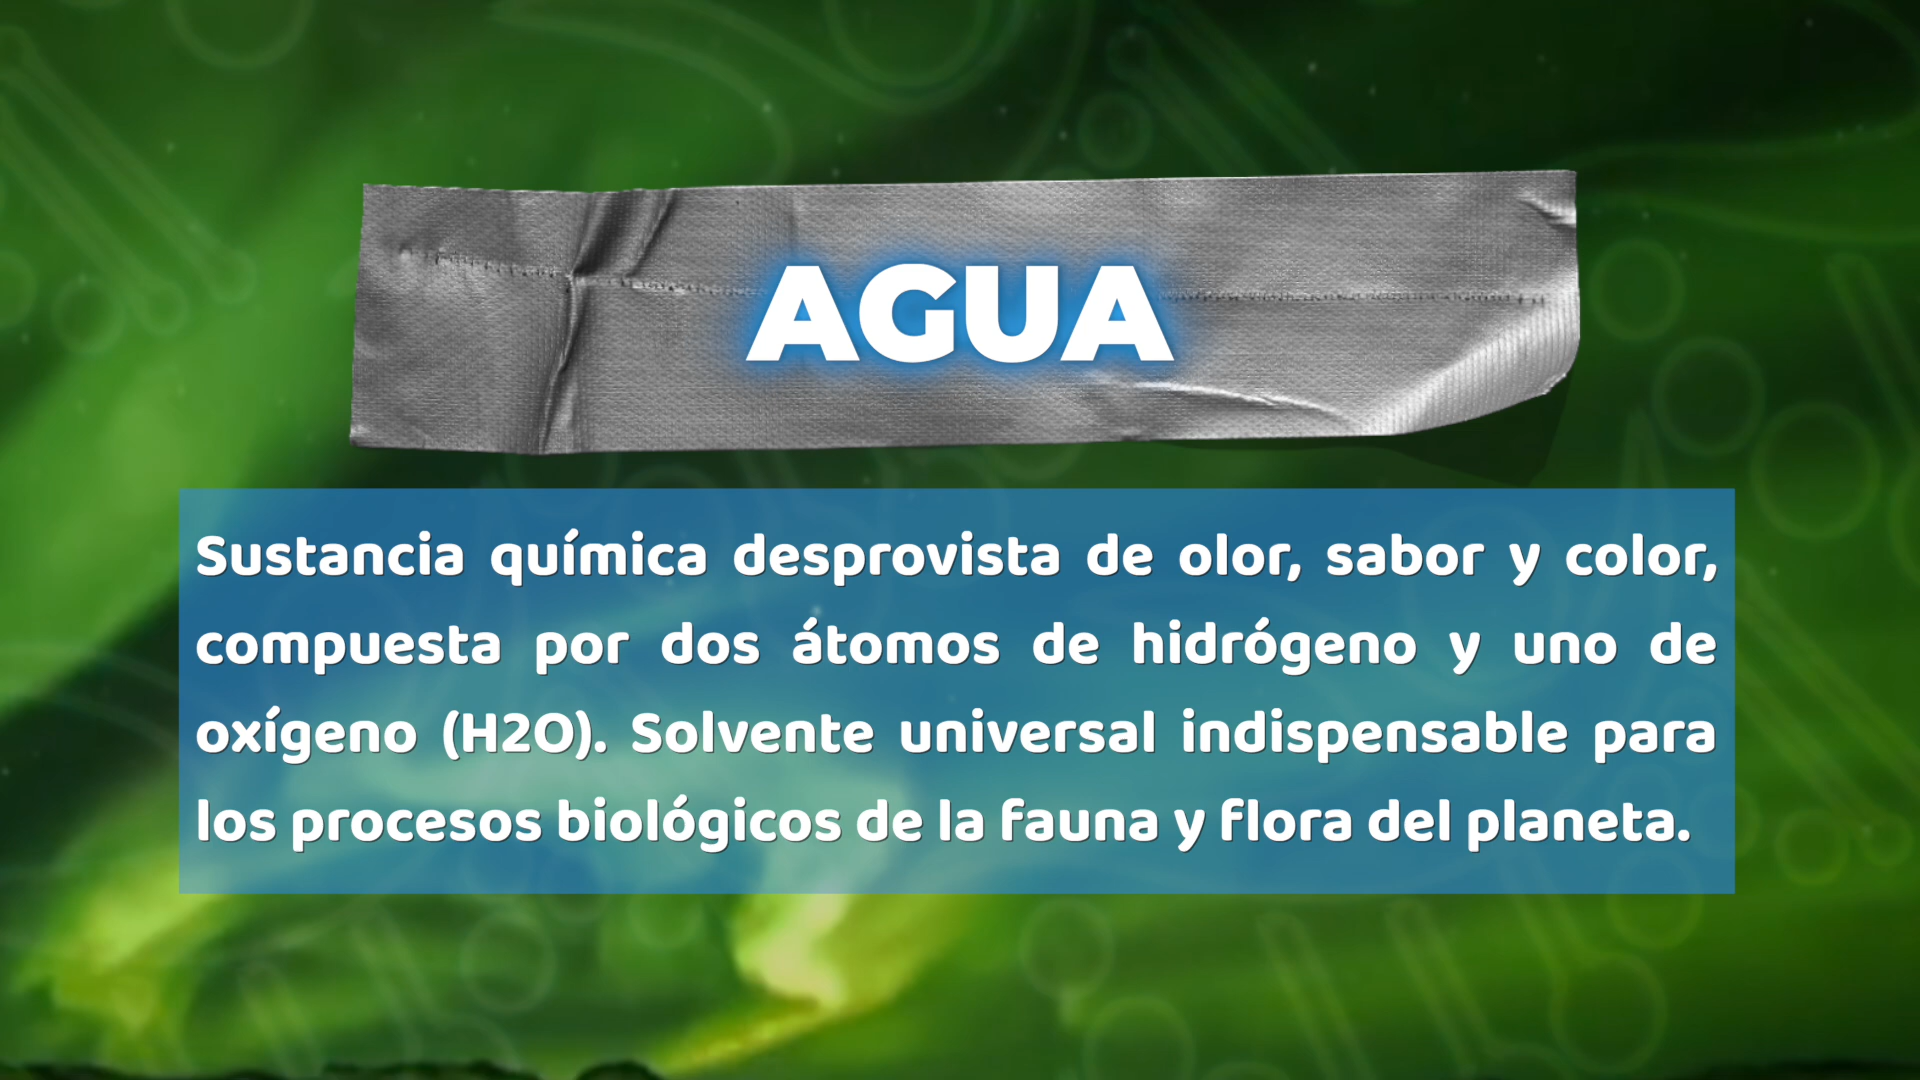 AGUA
Sustancia química desprovista de olor, sabor y color,
compuesta por dos átomos de hidrógeno y uno de
oxígeno (H2O). Solvente universal indispensable para
los procesos biológicos de la fauna y flora del planeta.